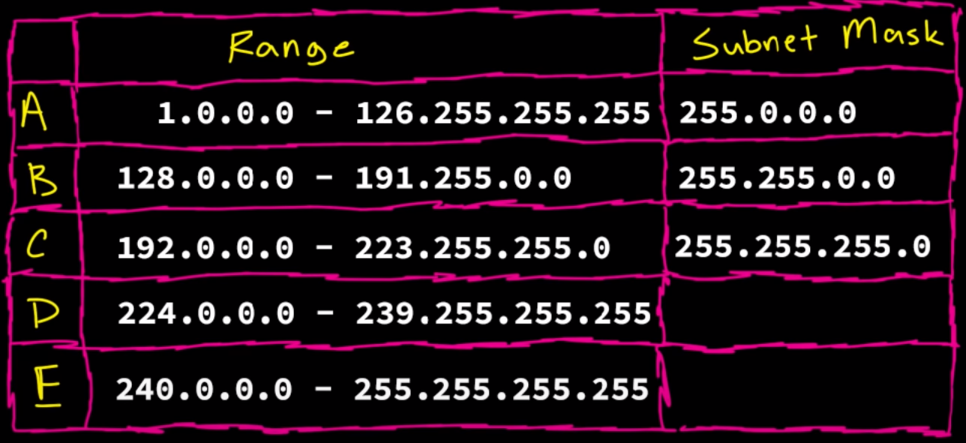 Range Subnet Mask
A 1.0.0.0 - 126.255.255.255 255.0.0.0
B 128.0.0.0 - 191.255.0.0 255.255.0.0
C 192.0.0.0 - 223.255.255.0 255.255.255.0
D 224.0.0.0 - 239.255.255.255
E 240.0.0.0 - 255.255.255.255